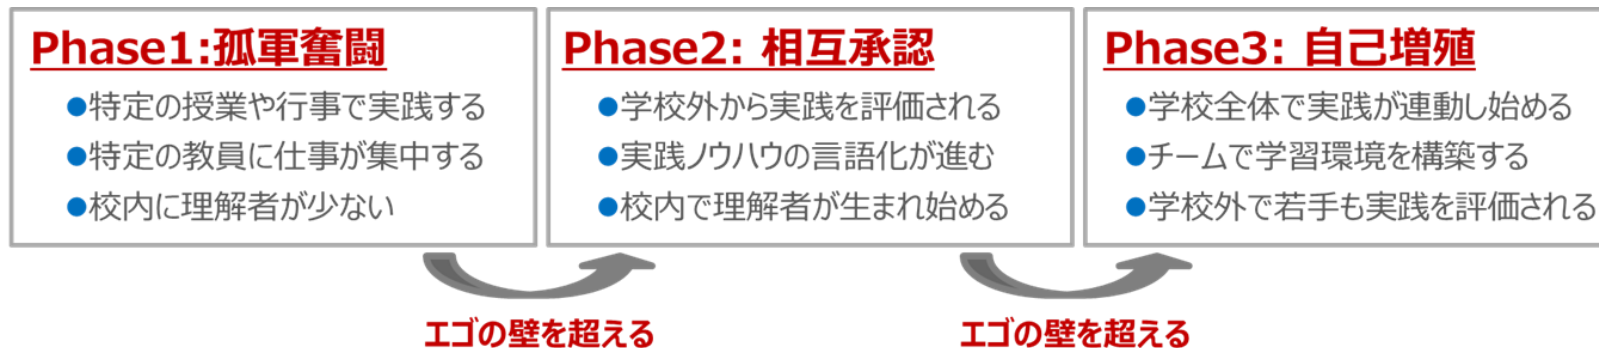 Phase1:孤軍奮闘
●特定の授業や行事で実践する
●特定の教員に仕事が集中する
●校内に理解者が少ない
Phase2: 相互承認
●学校外から実践を評価される
●実践ノウハウの言語化が進む
●校内で理解者が生まれ始める
Phase3: 自己増殖
●学校全体で実践が連動し始める
●チームで学習環境を構築する
●学校外で若手も実践を評価される
エゴの壁を超える
エゴの壁を超える